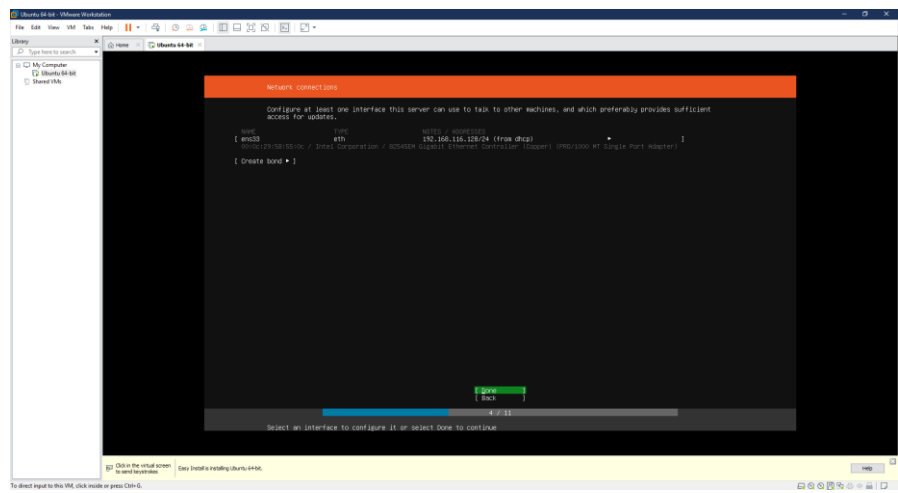 Ubuntu 64-bit - VMware Workstation
File Edit View VM Tabs Help
Library
Home
Ubuntu 64-bit
Type here to search
My Computer
Ubuntu 64-bit
Shared VMs
Network connections
Configure at least one interface this server can use to talk to other machines, and which preferably provides sufficient
access for updates.
NAME TYPE NOTES / ADDRESSES
[ ens33 eth 192.168.116.128/24 (from dhcp) ▸ ]
/ Intel Corporation / 82545EM Gigabit Ethernet Controller (Copper) (PRO/1000 MT Single Port Adapter)
[ Create bond ▸ ]
[ Done ]
[ Back ]
4 / 11
Select an interface to configure it or select Done to continue
Click in the virtual screen
to send keystrokes
Easy Install is installing Ubuntu 64-bit.
Help
To direct input to this VM, click inside or press Ctrl+G.